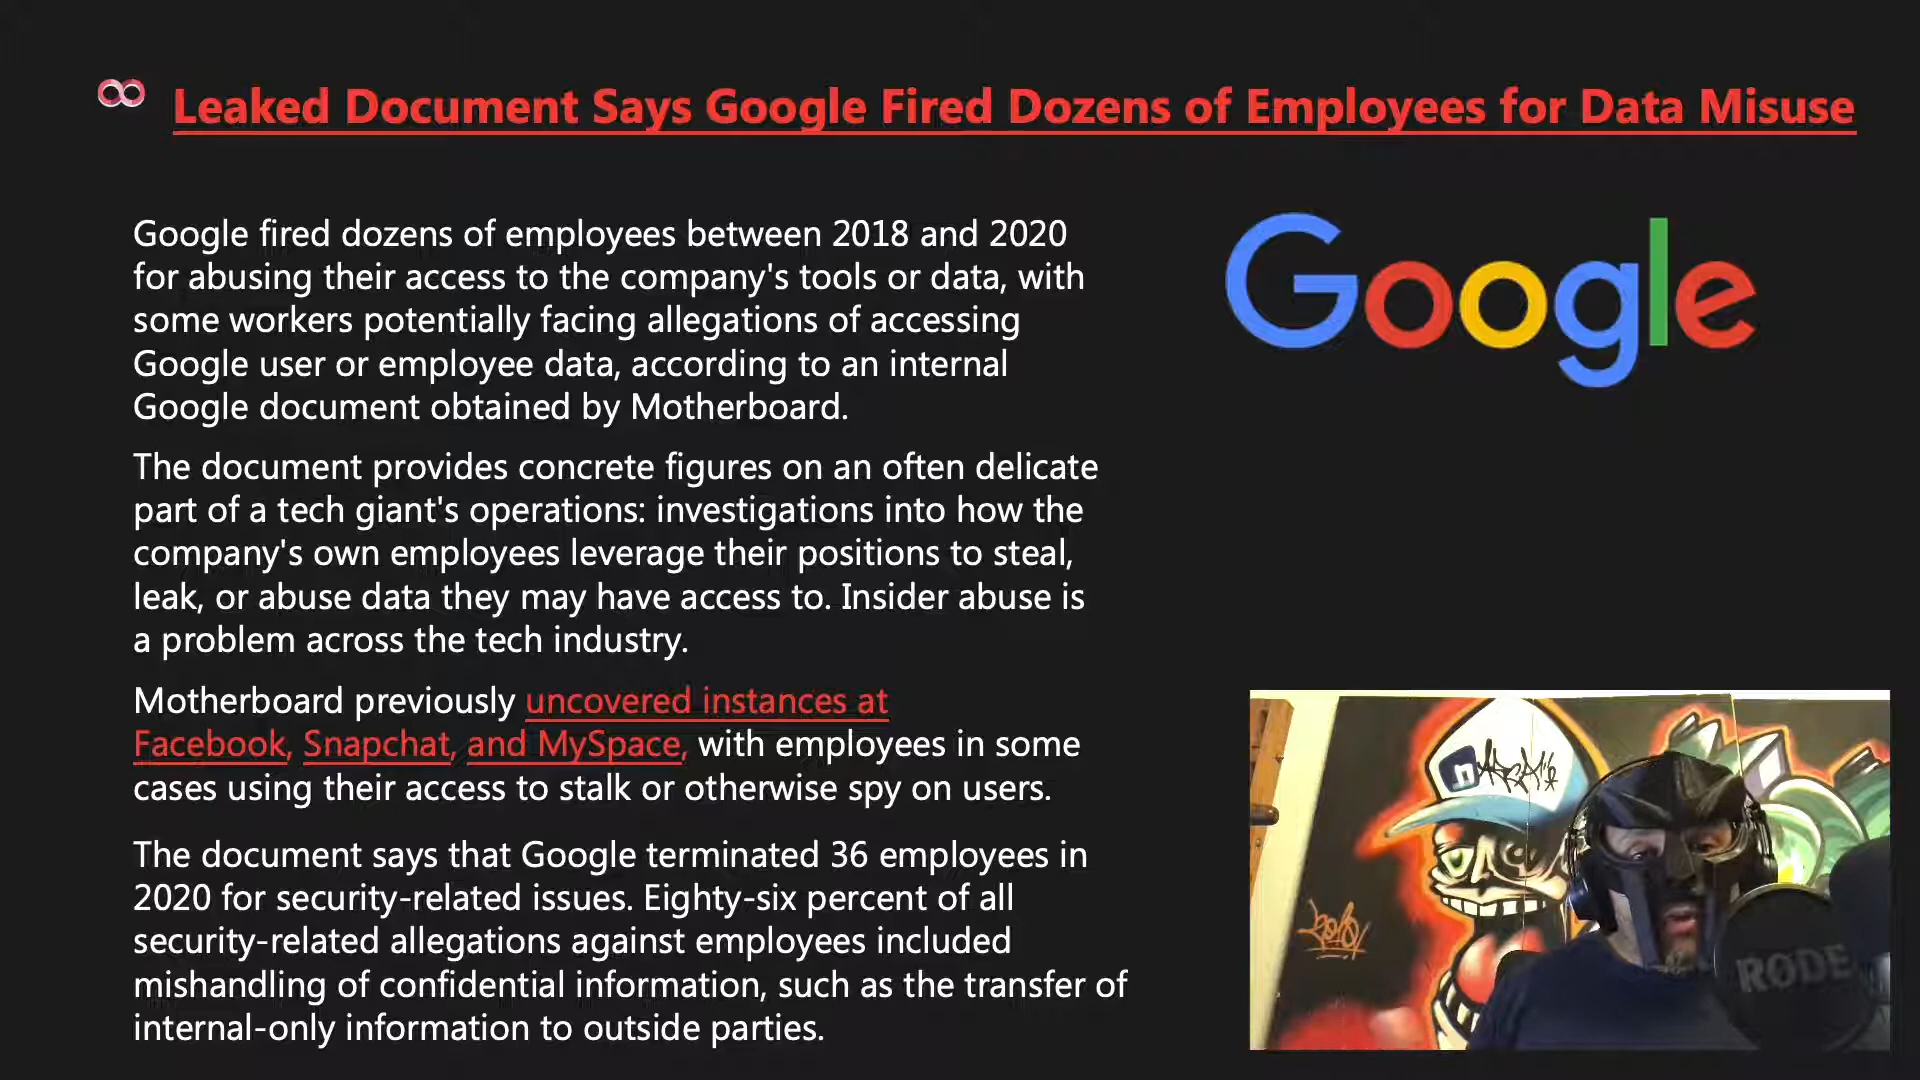 Leaked Document Says Google Fired Dozens of Employees for Data Misuse
Google fired dozens of employees between 2018 and 2020
for abusing their access to the company's tools or data, with
some workers potentially facing allegations of accessing
Google user or employee data, according to an internal
Google document obtained by Motherboard.
Google
The document provides concrete figures on an often delicate
part of a tech giant's operations: investigations into how the
company's own employees leverage their positions to steal,
leak, or abuse data they may have access to. Insider abuse is
a problem across the tech industry.
Motherboard previously uncovered instances at
Facebook, Snapchat, and MySpace, with employees in some
cases using their access to stalk or otherwise spy on users.
The document says that Google terminated 36 employees in
2020 for security-related issues. Eighty-six percent of all
security-related allegations against employees included
mishandling of confidential information, such as the transfer of
internal-only information to outside parties.
RØDE